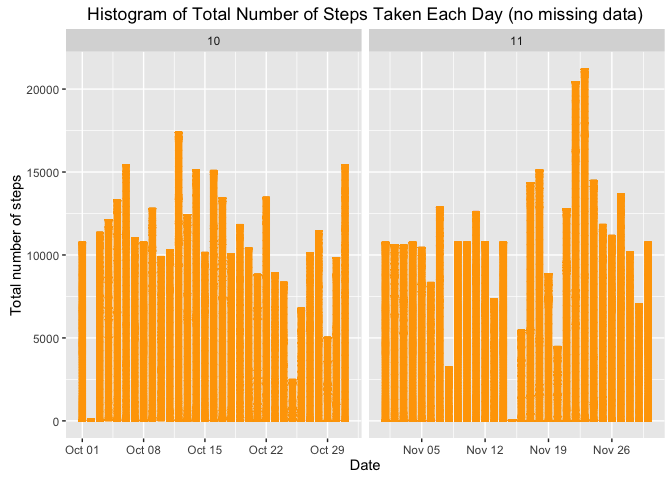 Histogram of Total Number of Steps Taken Each Day (no missing data)
10 11
Total number of steps
20000
15000
10000
5000
0
Oct 01 Oct 08 Oct 15 Oct 22 Oct 29 Nov 05 Nov 12 Nov 19 Nov 26
Date